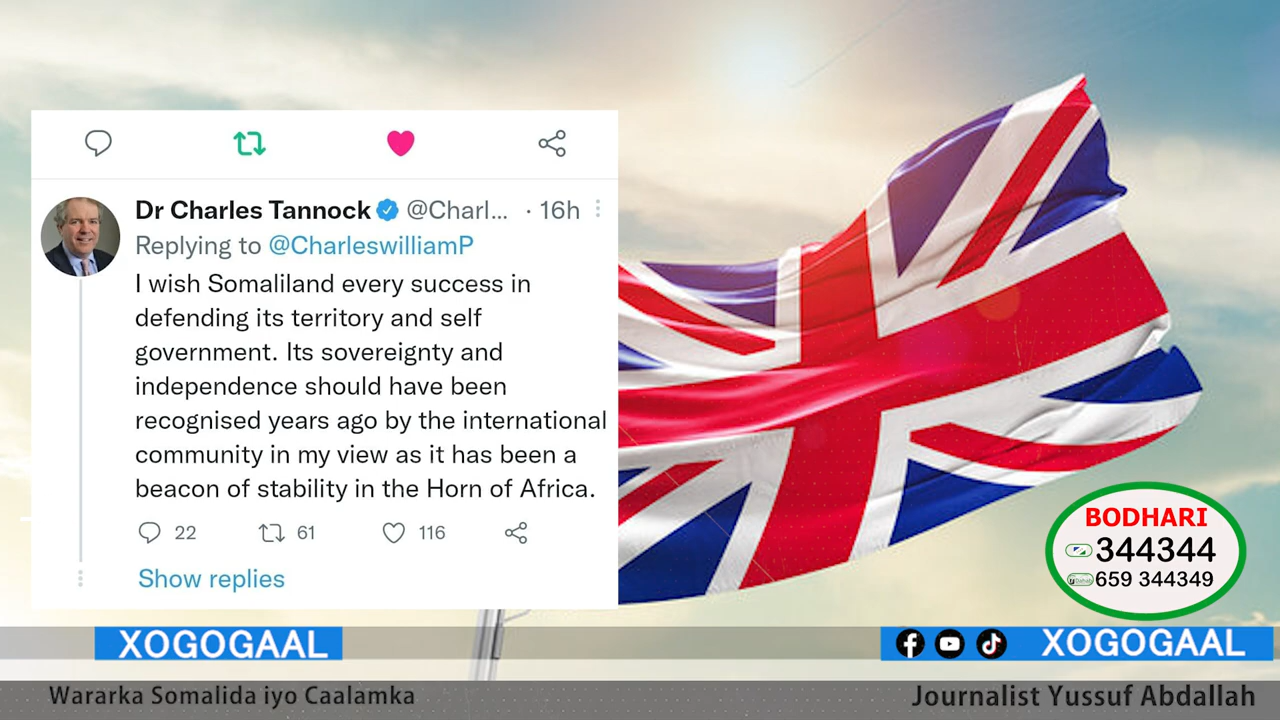 Dr Charles Tannock @Charl... · 16h
Replying to @CharleswilliamP
I wish Somaliland every success in
defending its territory and self
government. Its sovereignty and
independence should have been
recognised years ago by the international
community in my view as it has been a
beacon of stability in the Horn of Africa.
22 61 116
Show replies
BODHARI
344344
659 344349
XOGOGAAL
XOGOGAAL
Wararka Somalida iyo Caalamka
Journalist Yussuf Abdallah